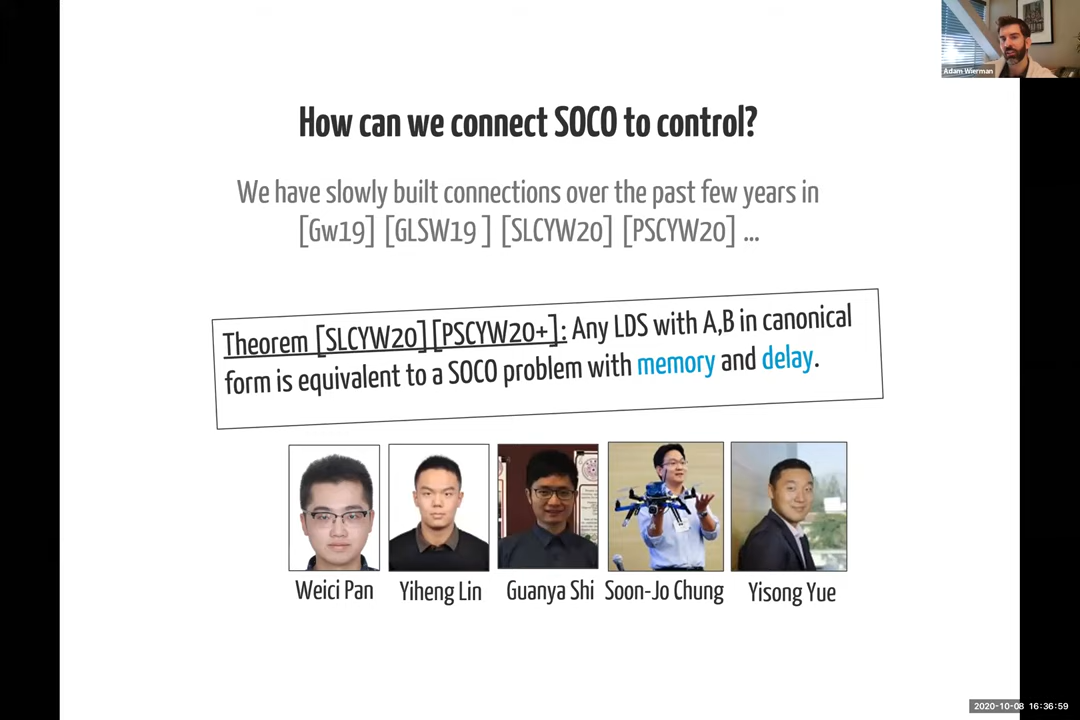 Adam Wierman
How can we connect SOCO to control?
We have slowly built connections over the past few years in
[Gw19] [GLSW19 ] [SLCYW20] [PSCYW20] ...
Theorem [SLCYW20][PSCYW20+]: Any LDS with A,B in canonical
form is equivalent to a SOCO problem with memory and delay.
Weici Pan Yiheng Lin Guanya Shi Soon-Jo Chung Yisong Yue
2020-10-08 16:36:59